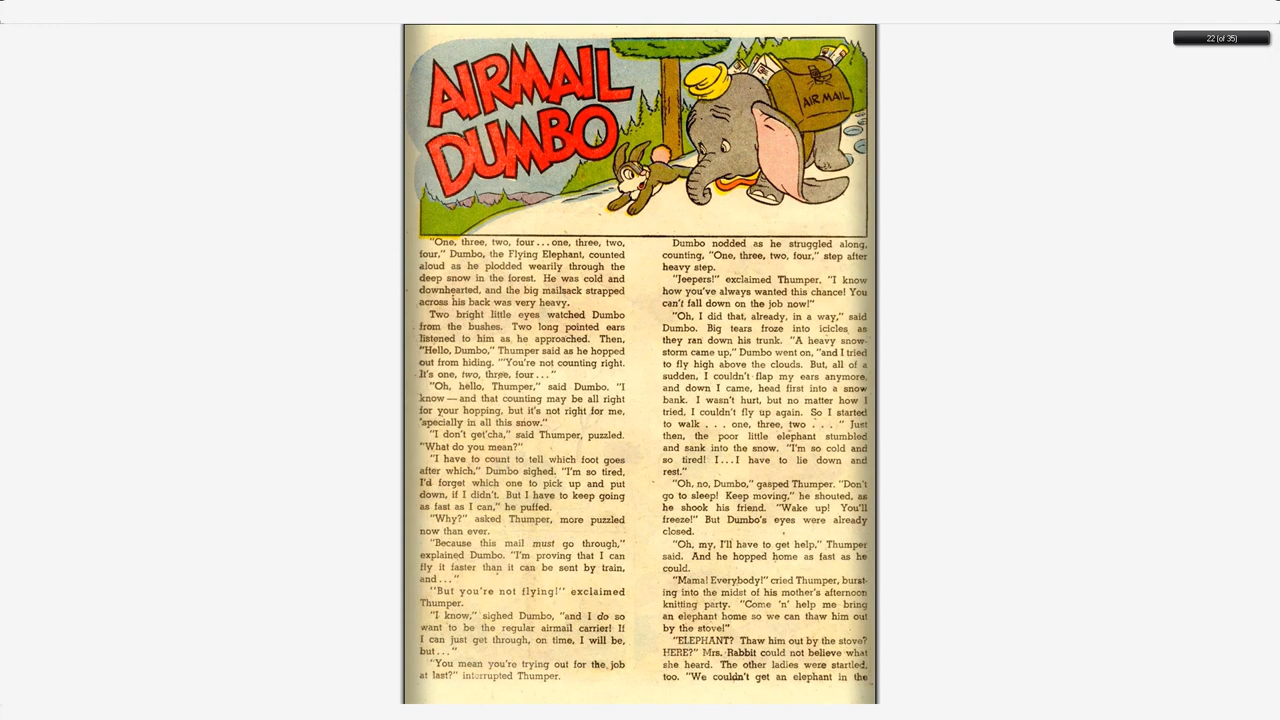 22 (of 35)
AIRMAIL
DUMBO
AIR MAIL
"One, three, two, four...one, three, two,
four," Dumbo, the Flying Elephant, counted
aloud as he plodded wearily through the
deep snow in the forest. He was cold and
downhearted, and the big mailsack strapped
across his back was very heavy.
Two bright little eyes watched Dumbo
from the bushes. Two long pointed ears
listened to him as he approached. Then,
"Hello, Dumbo," Thumper said as he hopped
out from hiding. "'You're not counting right.
It's one, two, three, four..."
"Oh, hello, Thumper," said Dumbo. "I
know—and that counting may be all right
for your hopping, but it's not right for me,
'specially in all this snow."
"I don't get'cha," said Thumper, puzzled.
"What do you mean?"
"I have to count to tell which foot goes
after which," Dumbo sighed. "I'm so tired,
I'd forget which one to pick up and put
down, if I didn't. But I have to keep going
as fast as I can," he puffed.
"Why?" asked Thumper, more puzzled
now than ever.
"Because this mail must go through,"
explained Dumbo. "I'm proving that I can
fly it faster than it can be sent by train,
and..."
"But you're not flying!" exclaimed
Thumper.
"I know," sighed Dumbo, "and I do so
want to be the regular airmail carrier! If
I can just get through, on time, I will be,
but..."
"You mean you're trying out for the job
at last?" interrupted Thumper.
Dumbo nodded as he struggled along,
counting, "One, three, two, four," step after
heavy step.
"Jeepers!" exclaimed Thumper. "I know
how you've always wanted this chance! You
can't fall down on the job now!"
"Oh, I did that, already, in a way," said
Dumbo. Big tears froze into icicles as
they ran down his trunk. "A heavy snow-
storm came up," Dumbo went on, "and I tried
to fly high above the clouds. But, all of a
sudden, I couldn't flap my ears anymore,
and down I came, head first into a snow
bank. I wasn't hurt, but no matter how I
tried, I couldn't fly up again. So I started
to walk . . . one, three, two . . . " Just
then, the poor little elephant stumbled
and sank into the snow. "I'm so cold and
so tired! I...I have to lie down and
rest."
"Oh, no, Dumbo," gasped Thumper. "Don't
go to sleep! Keep moving," he shouted, as
he shook his friend. "Wake up! You'll
freeze!" But Dumbo's eyes were already
closed.
"Oh, my, I'll have to get help," Thumper
said. And he hopped home as fast as he
could.
"Mama! Everybody!" cried Thumper, burst-
ing into the midst of his mother's afternoon
knitting party. "Come 'n' help me bring
an elephant home so we can thaw him out
by the stove!"
"ELEPHANT? Thaw him out by the stove?
HERE?" Mrs. Rabbit could not believe what
she heard. The other ladies were startled,
too. "We couldn't get an elephant in the